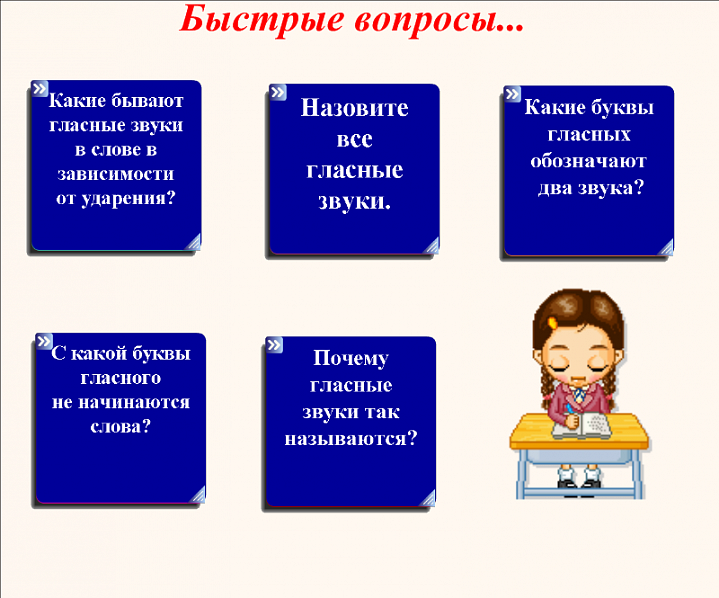 Быстрые вопросы...
Какие бывают
гласные звуки
в слове в
зависимости
от ударения?
Назовите
все
гласные
звуки.
Какие буквы
гласных
обозначают
два звука?
С какой буквы
гласного
не начинаются
слова?
Почему
гласные
звуки так
называются?